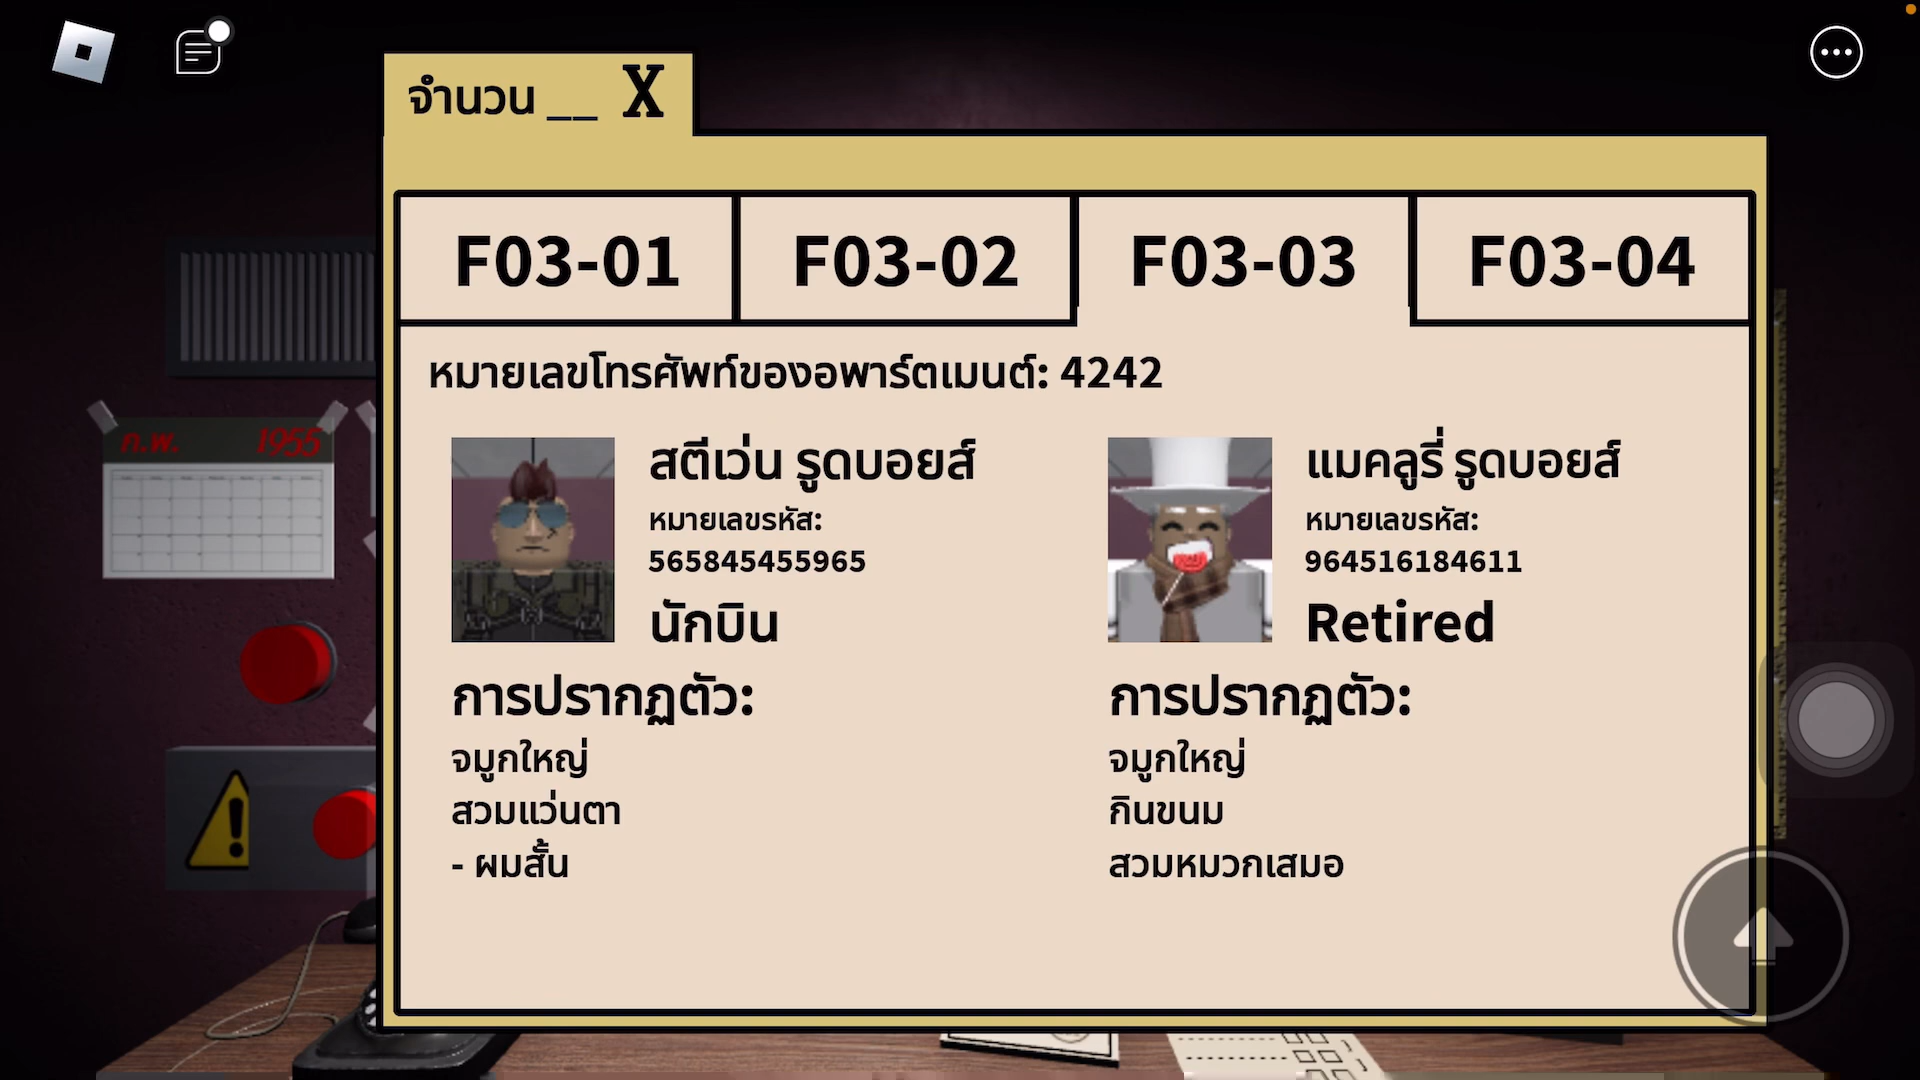 จำนวน __ X
F03-01 F03-02 F03-03 F03-04
ก.พ. 1955
หมายเลขโทรศัพท์ของอพาร์ตเมนต์: 4242
สตีเว่น รูดบอยส์
หมายเลขรหัส:
565845455965
นักบิน
การปรากฏตัว:
จมูกใหญ่
สวมแว่นตา
- ผมสั้น
แมคลูรี่ รูดบอยส์
หมายเลขรหัส:
964516184611
Retired
การปรากฏตัว:
จมูกใหญ่
กินขนม
สวมหมวกเสมอ